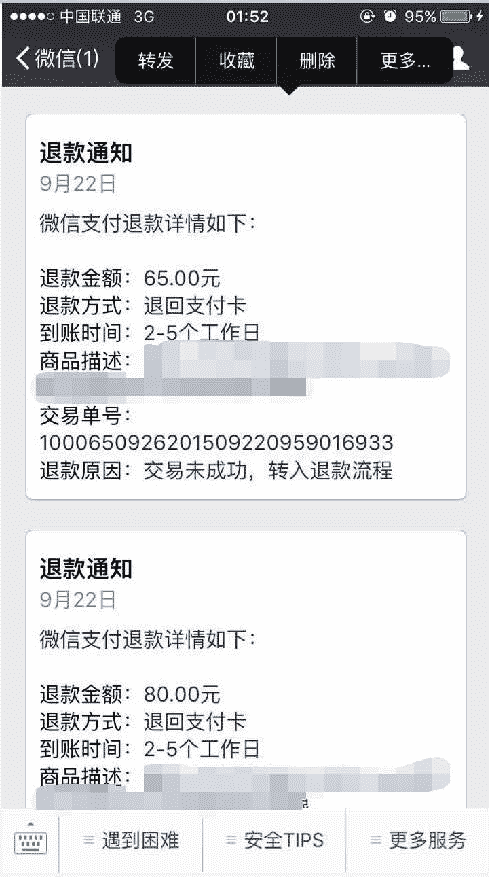 中国联通 3G 01:52 95%
微信(1) 转发 收藏 删除 更多...
退款通知
9月22日
微信支付退款详情如下：
退款金额：65.00元
退款方式：退回支付卡
到账时间：2-5个工作日
商品描述：
交易单号：
1000650926201509220959016933
退款原因：交易未成功，转入退款流程
退款通知
9月22日
微信支付退款详情如下：
退款金额：80.00元
退款方式：退回支付卡
到账时间：2-5个工作日
商品描述：
遇到困难 安全TIPS 更多服务